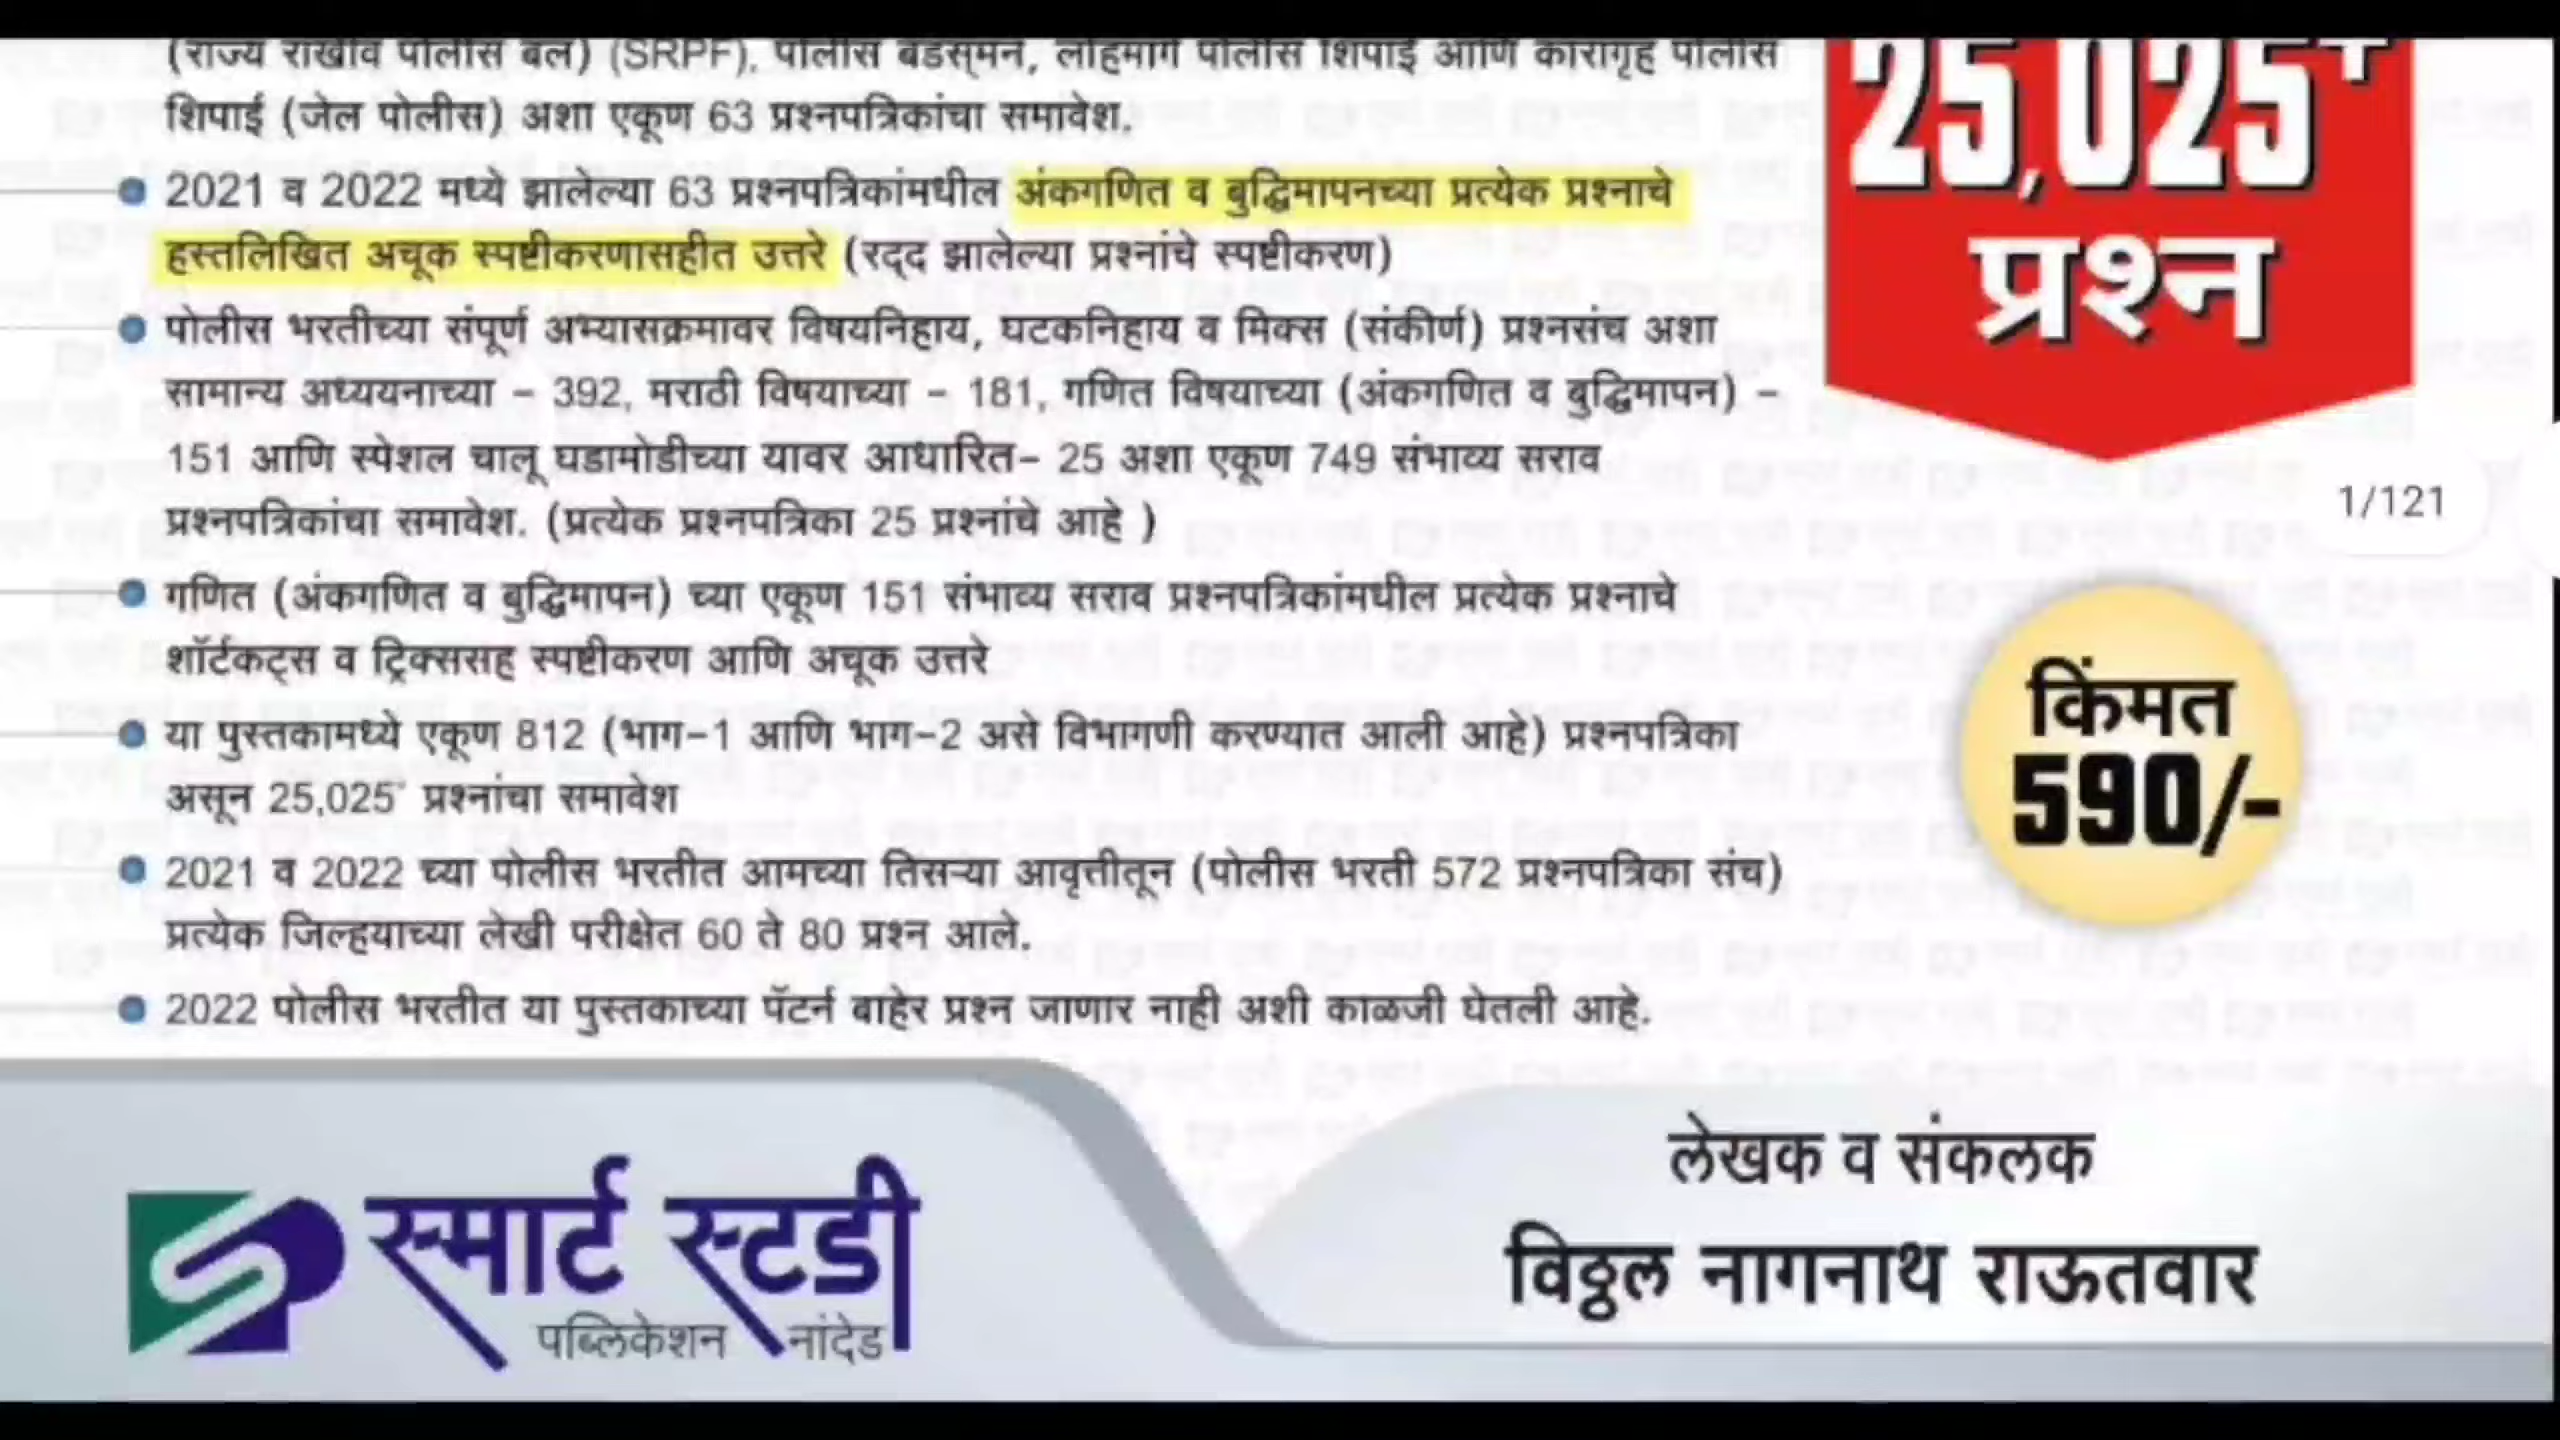 (राज्य राखीव पोलीस बल) (SRPF), पोलीस बँडस्‌मन, लोहमार्ग पोलीस शिपाई आणि कारागृह पोलीस
शिपाई (जेल पोलीस) अशा एकूण 63 प्रश्नपत्रिकांचा समावेश.
2021 व 2022 मध्ये झालेल्या 63 प्रश्नपत्रिकांमधील अंकगणित व बुद्धिमापनच्या प्रत्येक प्रश्नाचे
हस्तलिखित अचूक स्पष्टीकरणासहीत उत्तरे (रद्‌द झालेल्या प्रश्नांचे स्पष्टीकरण)
पोलीस भरतीच्या संपूर्ण अभ्यासक्रमावर विषयनिहाय, घटकनिहाय व मिक्स (संकीर्ण) प्रश्नसंच अशा
सामान्य अध्ययनाच्या – 392, मराठी विषयाच्या – 181, गणित विषयाच्या (अंकगणित व बुद्धिमापन) –
151 आणि स्पेशल चालू घडामोडीच्या यावर आधारित– 25 अशा एकूण 749 संभाव्य सराव
प्रश्नपत्रिकांचा समावेश. (प्रत्येक प्रश्नपत्रिका 25 प्रश्नांचे आहे )
गणित (अंकगणित व बुद्धिमापन) च्या एकूण 151 संभाव्य सराव प्रश्नपत्रिकांमधील प्रत्येक प्रश्नाचे
शॉर्टकट्स व ट्रिक्ससह स्पष्टीकरण आणि अचूक उत्तरे
या पुस्तकामध्ये एकूण 812 (भाग–1 आणि भाग–2 असे विभागणी करण्यात आली आहे) प्रश्नपत्रिका
असून 25,025+ प्रश्नांचा समावेश
2021 व 2022 च्या पोलीस भरतीत आमच्या तिसऱ्या आवृत्तीतून (पोलीस भरती 572 प्रश्नपत्रिका संच)
प्रत्येक जिल्हयाच्या लेखी परीक्षेत 60 ते 80 प्रश्न आले.
2022 पोलीस भरतीत या पुस्तकाच्या पॅटर्न बाहेर प्रश्न जाणार नाही अशी काळजी घेतली आहे.
25,025+
प्रश्न
1/121
किंमत
590/-
स्मार्ट स्टडी
पब्लिकेशन नांदेड
लेखक व संकलक
विठ्ठल नागनाथ राऊतवार